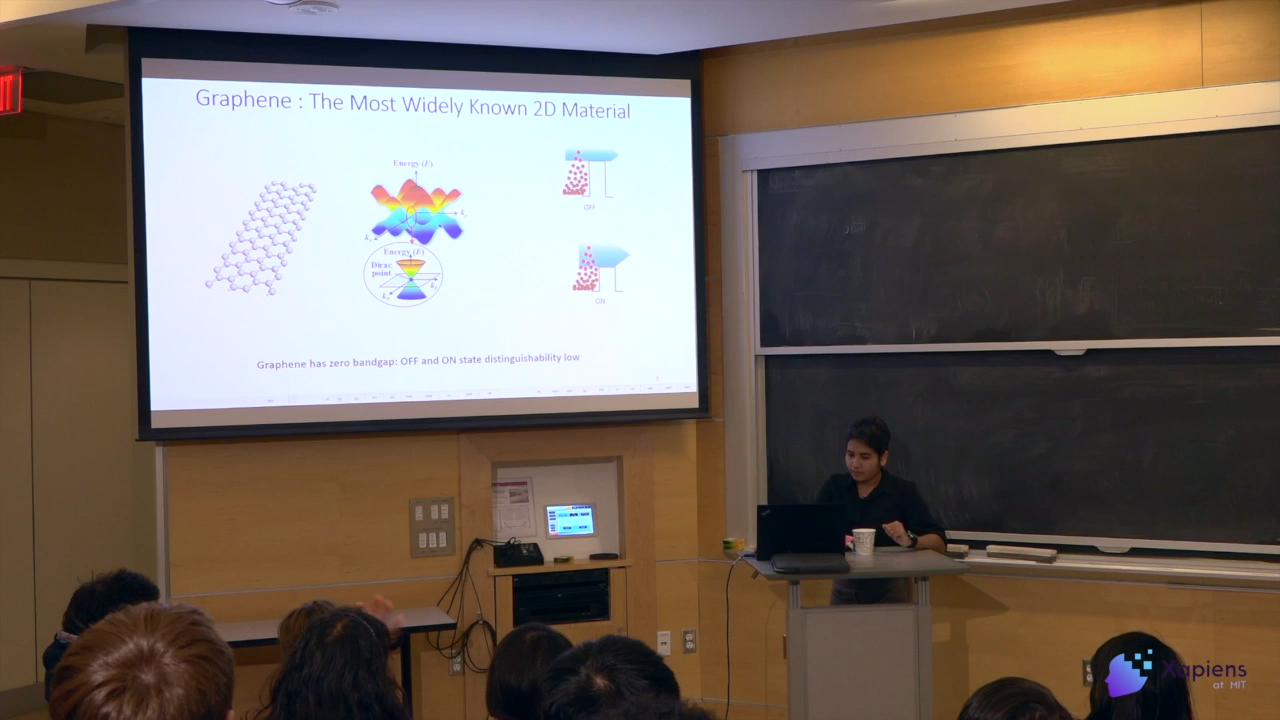 Graphene : The Most Widely Known 2D Material
Energy (E)
OFF
Energy (E)
Dirac
point
ON
Graphene has zero bandgap: OFF and ON state distinguishability low
Xapiens
at MIT